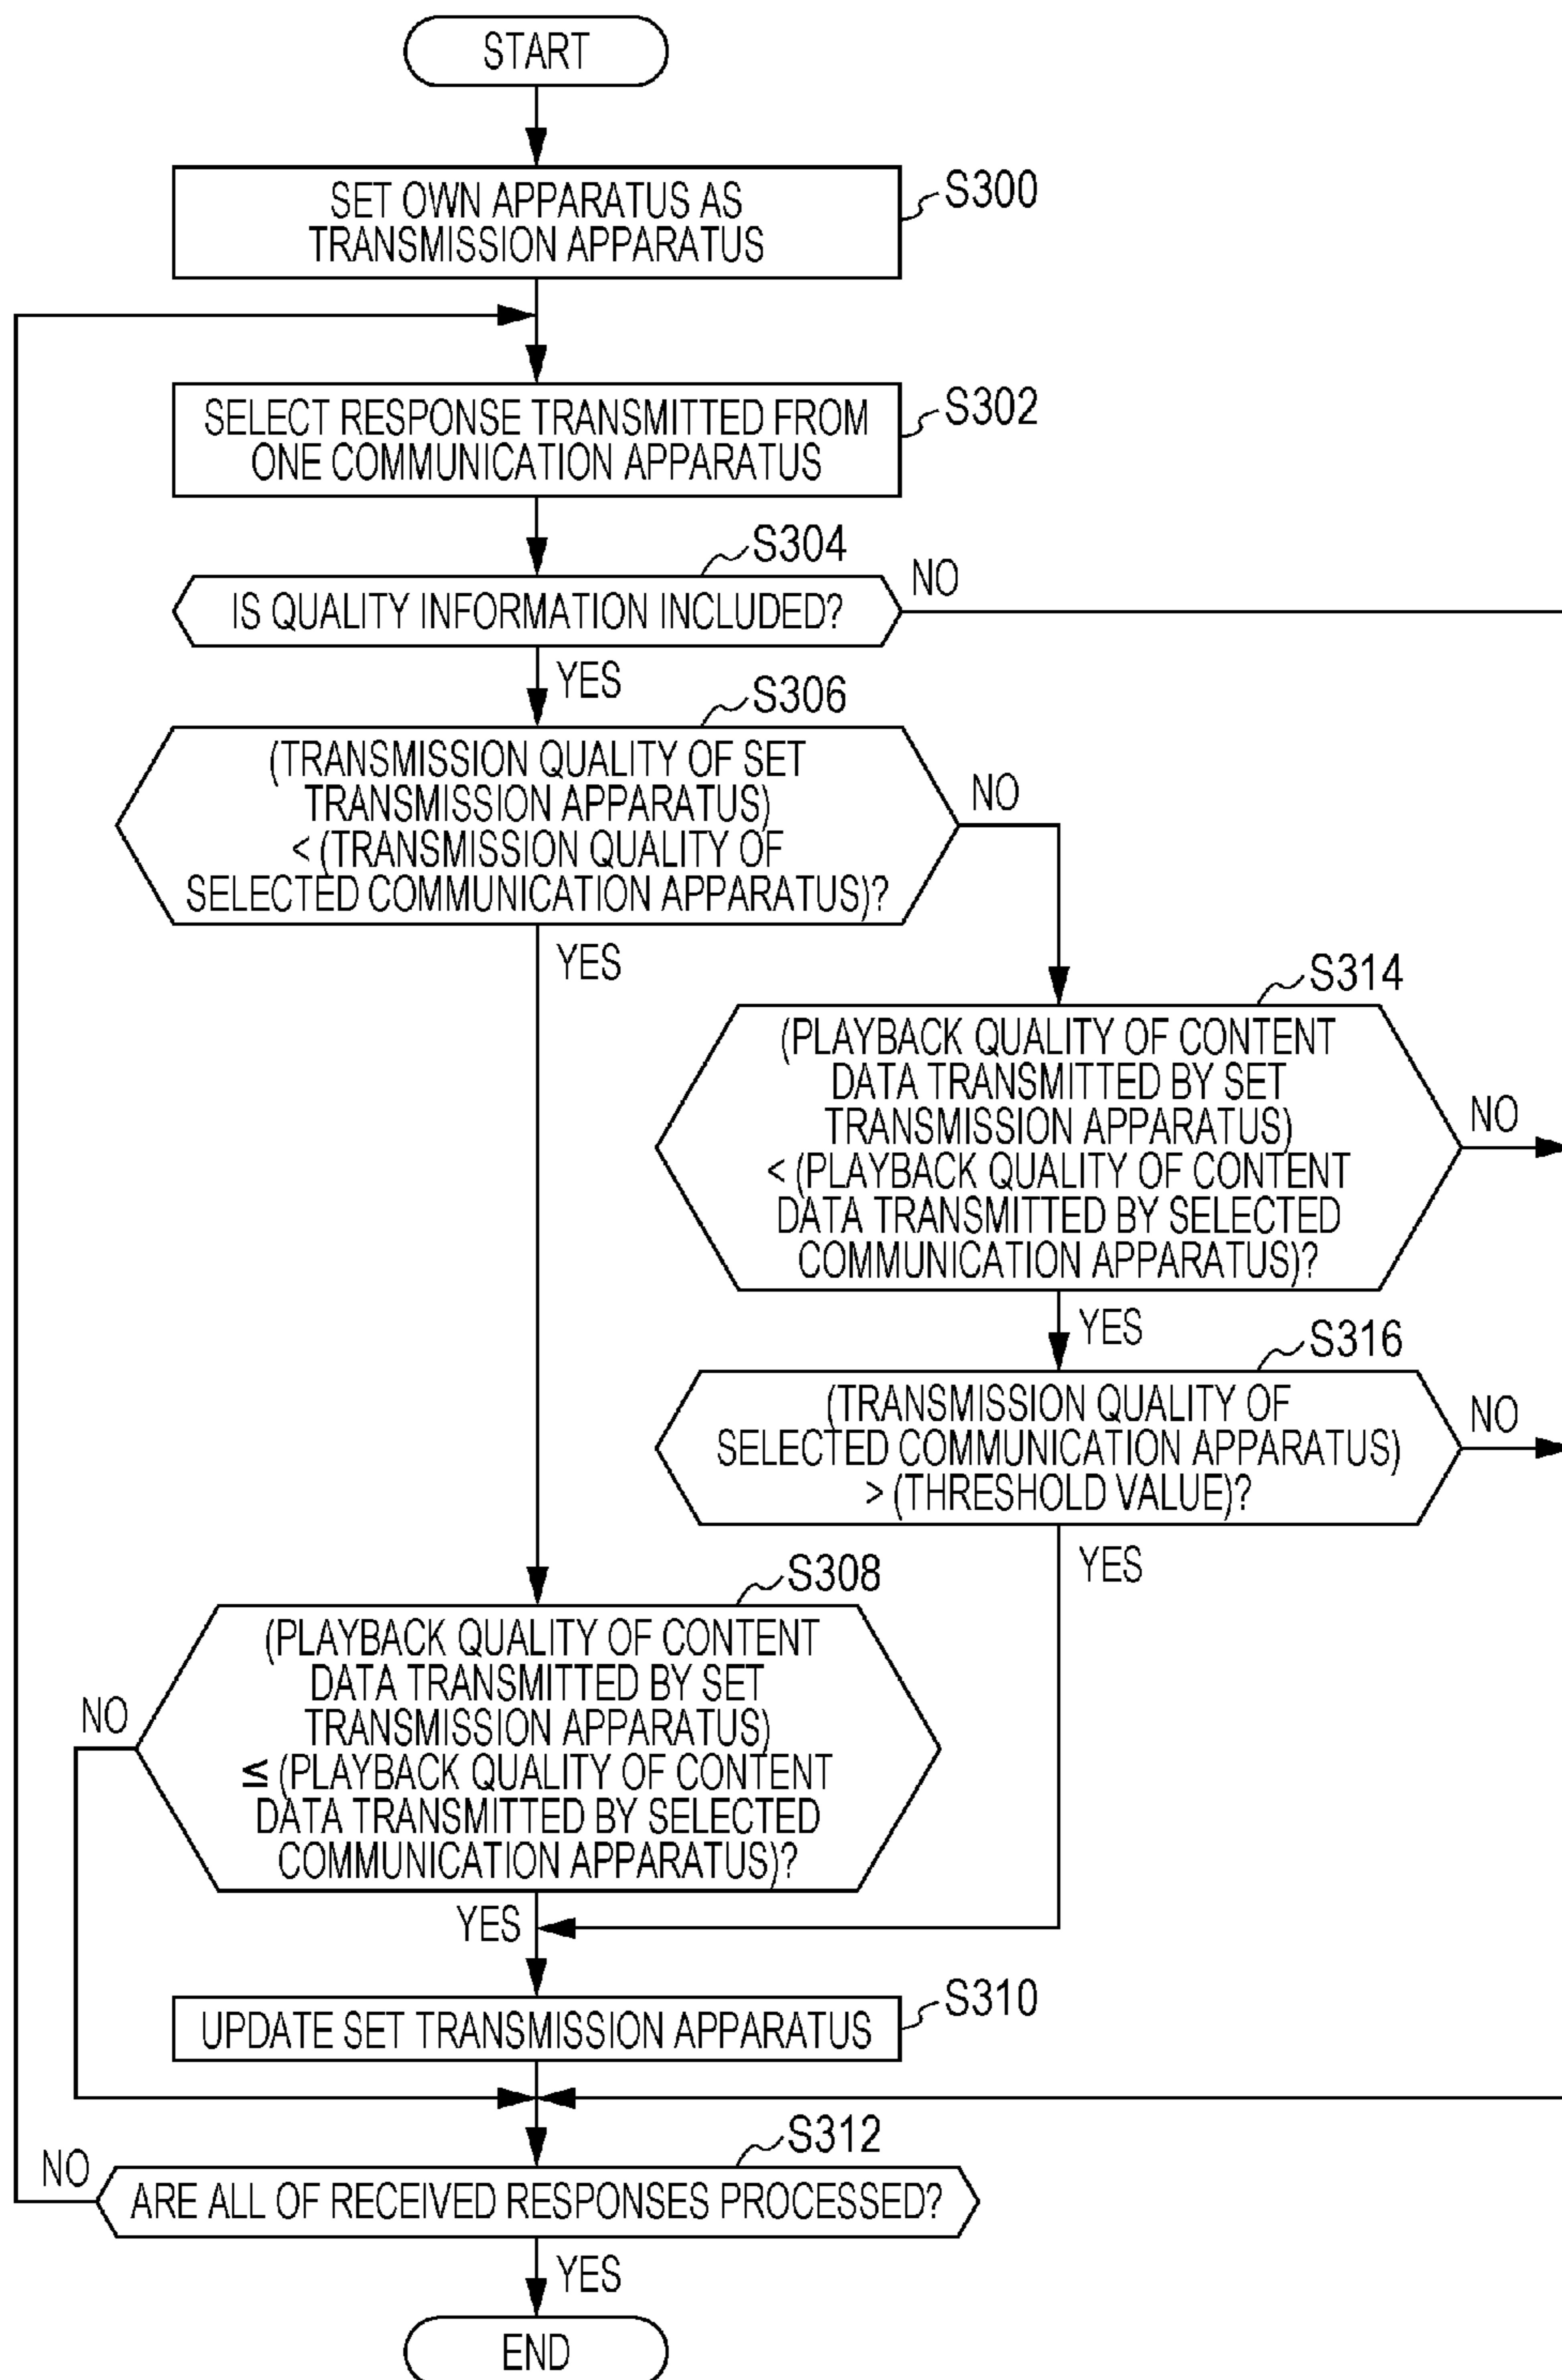 START
SET OWN APPARATUS AS
TRANSMISSION APPARATUS
S300
SELECT RESPONSE TRANSMITTED FROM
ONE COMMUNICATION APPARATUS
S302
S304
IS QUALITY INFORMATION INCLUDED?
NO
YES
S306
(TRANSMISSION QUALITY OF SET
TRANSMISSION APPARATUS)
< (TRANSMISSION QUALITY OF
SELECTED COMMUNICATION APPARATUS)?
NO
YES
S314
(PLAYBACK QUALITY OF CONTENT
DATA TRANSMITTED BY SET
TRANSMISSION APPARATUS)
< (PLAYBACK QUALITY OF CONTENT
DATA TRANSMITTED BY SELECTED
COMMUNICATION APPARATUS)?
NO
YES
S316
(TRANSMISSION QUALITY OF
SELECTED COMMUNICATION APPARATUS)
> (THRESHOLD VALUE)?
NO
YES
S308
(PLAYBACK QUALITY OF CONTENT
DATA TRANSMITTED BY SET
TRANSMISSION APPARATUS)
≤ (PLAYBACK QUALITY OF CONTENT
DATA TRANSMITTED BY SELECTED
COMMUNICATION APPARATUS)?
NO
YES
S310
UPDATE SET TRANSMISSION APPARATUS
S312
NO
ARE ALL OF RECEIVED RESPONSES PROCESSED?
YES
END